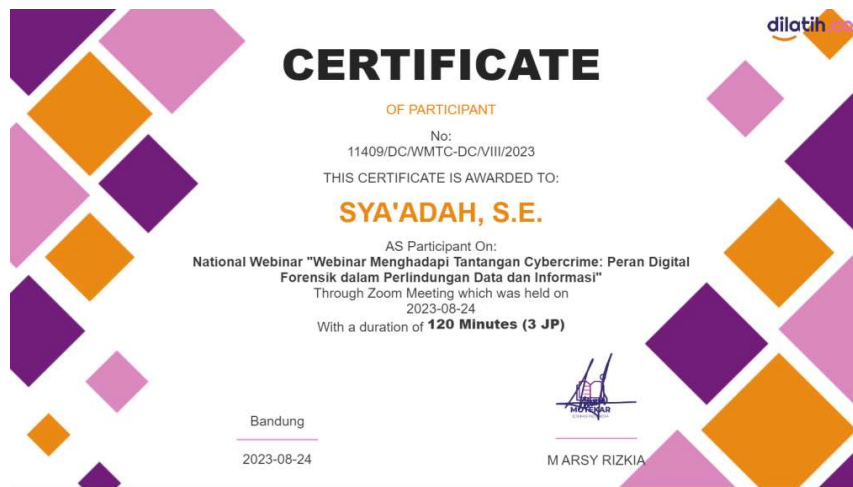 dilatih.co
CERTIFICATE
OF PARTICIPANT
No:
11409/DC/WMTC-DC/VIII/2023
THIS CERTIFICATE IS AWARDED TO:
SYA'ADAH, S.E.
AS Participant On:
National Webinar "Webinar Menghadapi Tantangan Cybercrime: Peran Digital
Forensik dalam Perlindungan Data dan Informasi"
Through Zoom Meeting which was held on
2023-08-24
With a duration of 120 Minutes (3 JP)
MUTEKAR
Bandung
2023-08-24
M ARSY RIZKIA